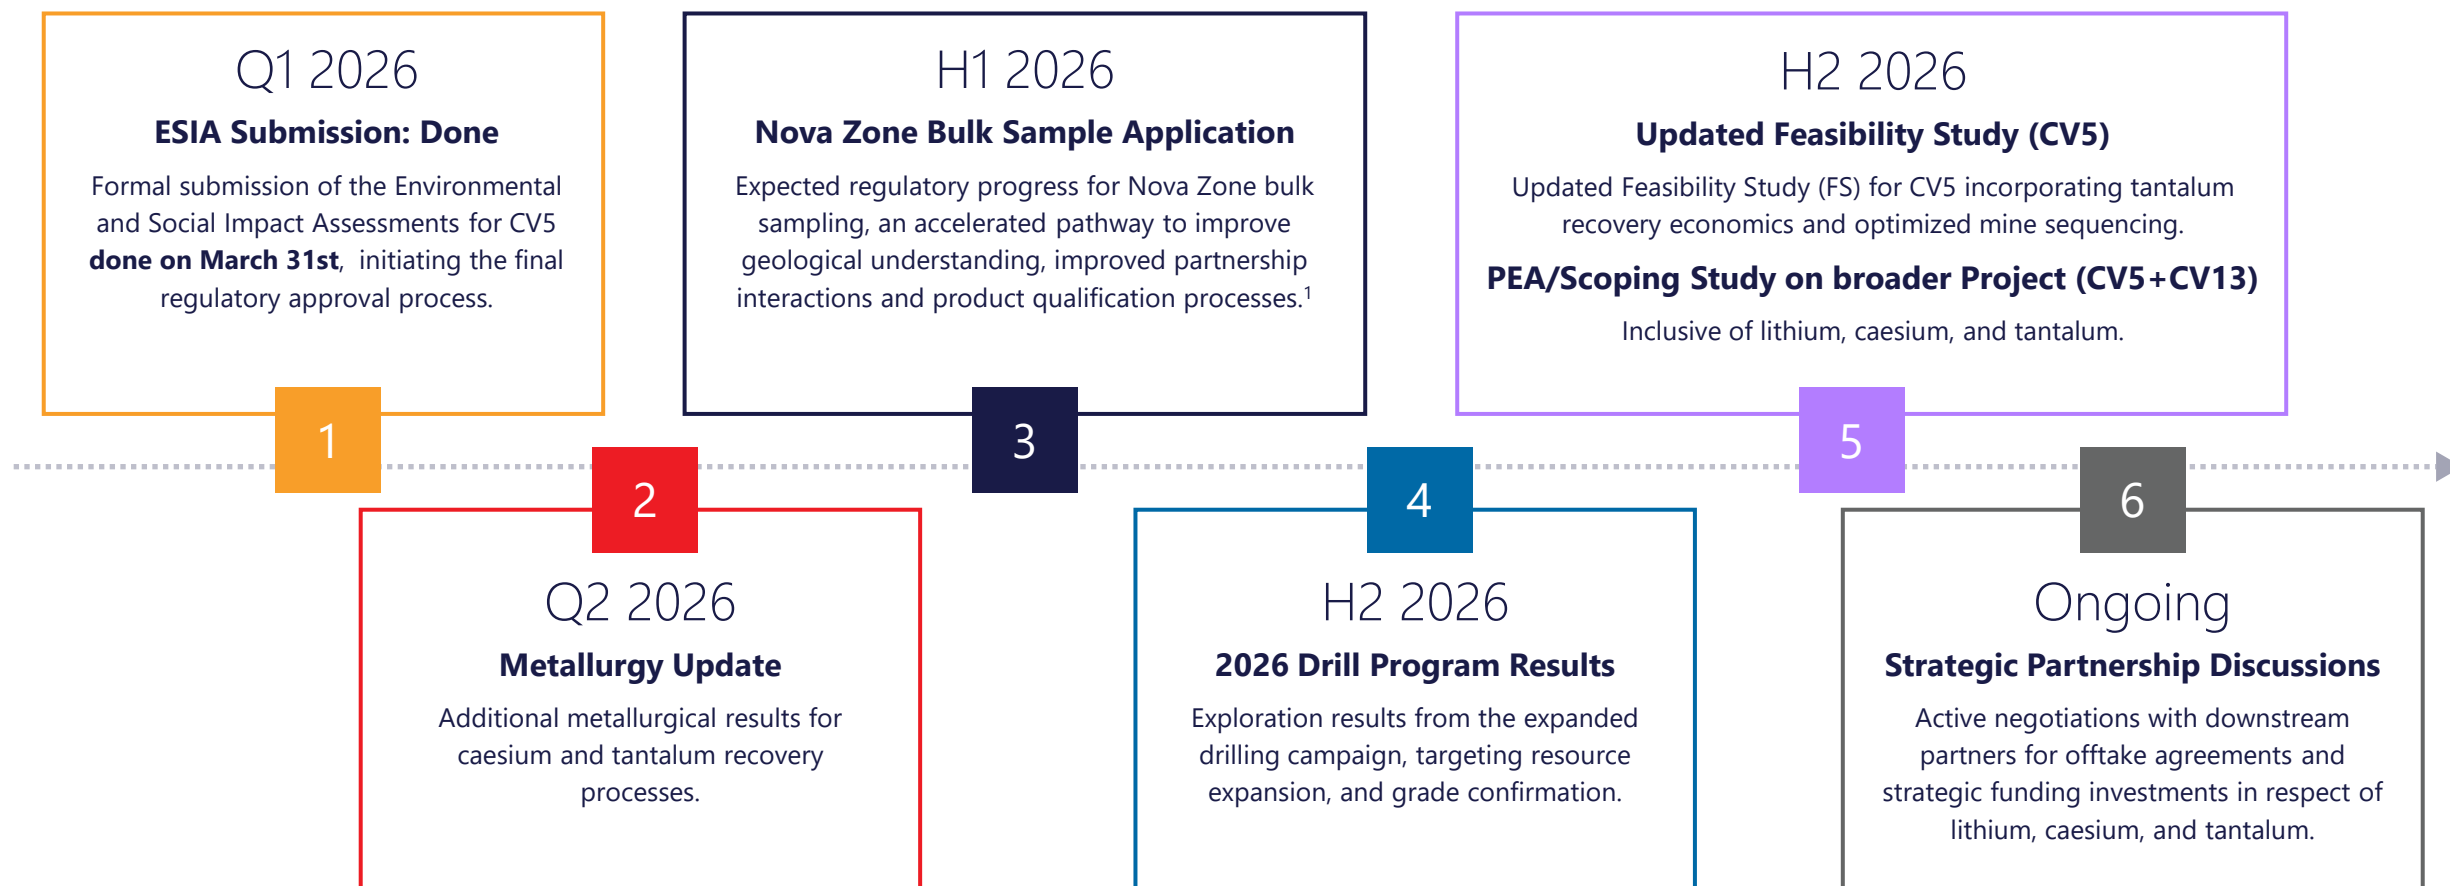 Q1 2026
ESIA Submission: Done
Formal submission of the Environmental
and Social Impact Assessments for CV5
done on March 31st, initiating the final
regulatory approval process.
1
Q2 2026
Metallurgy Update
Additional metallurgical results for
caesium and tantalum recovery
processes.
2
H1 2026
Nova Zone Bulk Sample Application
Expected regulatory progress for Nova Zone bulk
sampling, an accelerated pathway to improve
geological understanding, improved partnership
interactions and product qualification processes.¹
3
H2 2026
2026 Drill Program Results
Exploration results from the expanded
drilling campaign, targeting resource
expansion, and grade confirmation.
4
H2 2026
Updated Feasibility Study (CV5)
Updated Feasibility Study (FS) for CV5 incorporating tantalum
recovery economics and optimized mine sequencing.
PEA/Scoping Study on broader Project (CV5+CV13)
Inclusive of lithium, caesium, and tantalum.
5
6
Ongoing
Strategic Partnership Discussions
Active negotiations with downstream
partners for offtake agreements and
strategic funding investments in respect of
lithium, caesium, and tantalum.